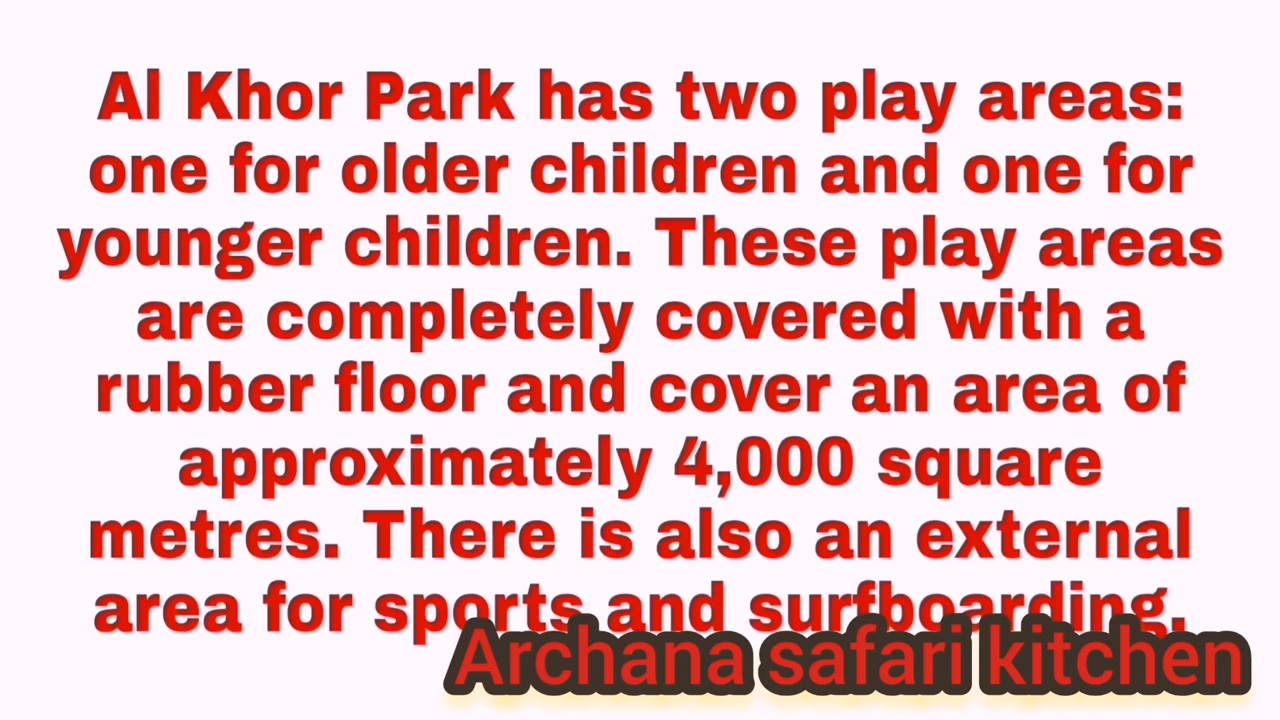 Al Khor Park has two play areas:
one for older children and one for
younger children. These play areas
are completely covered with a
rubber floor and cover an area of
approximately 4,000 square
metres. There is also an external
area for sports and surfboarding.
Archana safari kitchen